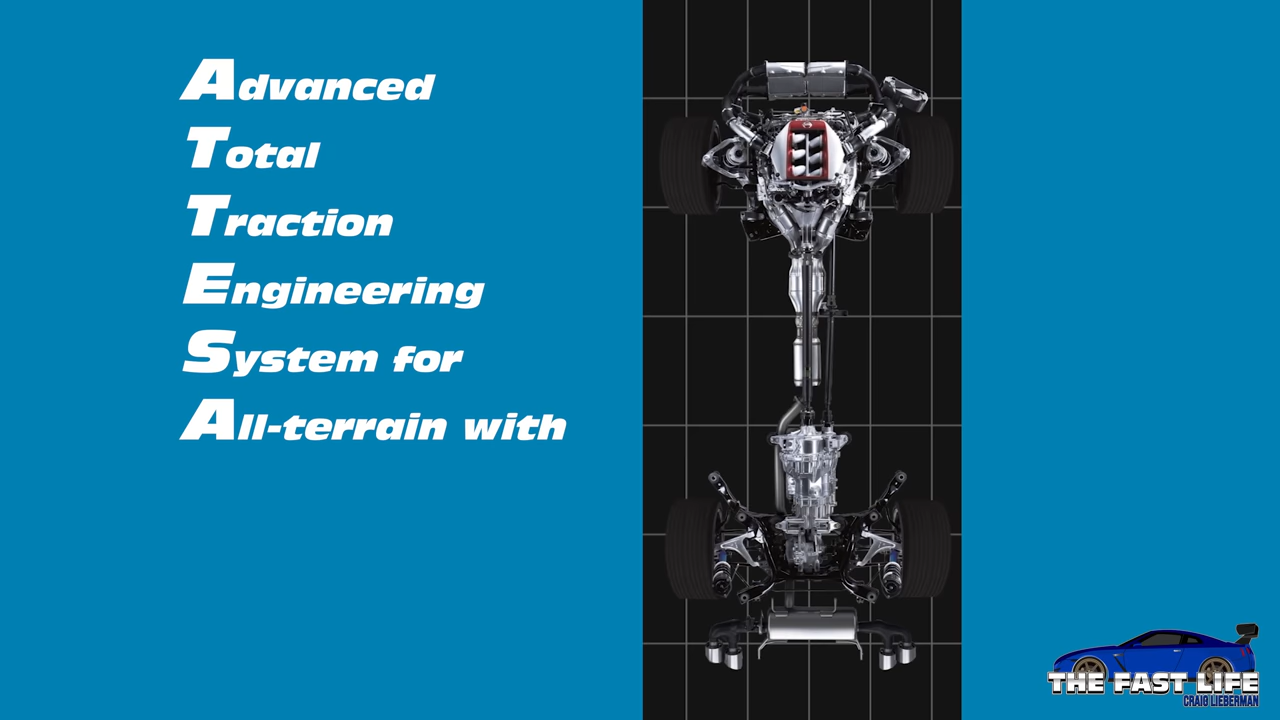 Advanced
Total
Traction
Engineering
System for
All-terrain with
THE FAST LIFE
CRAIG LIEBERMAN